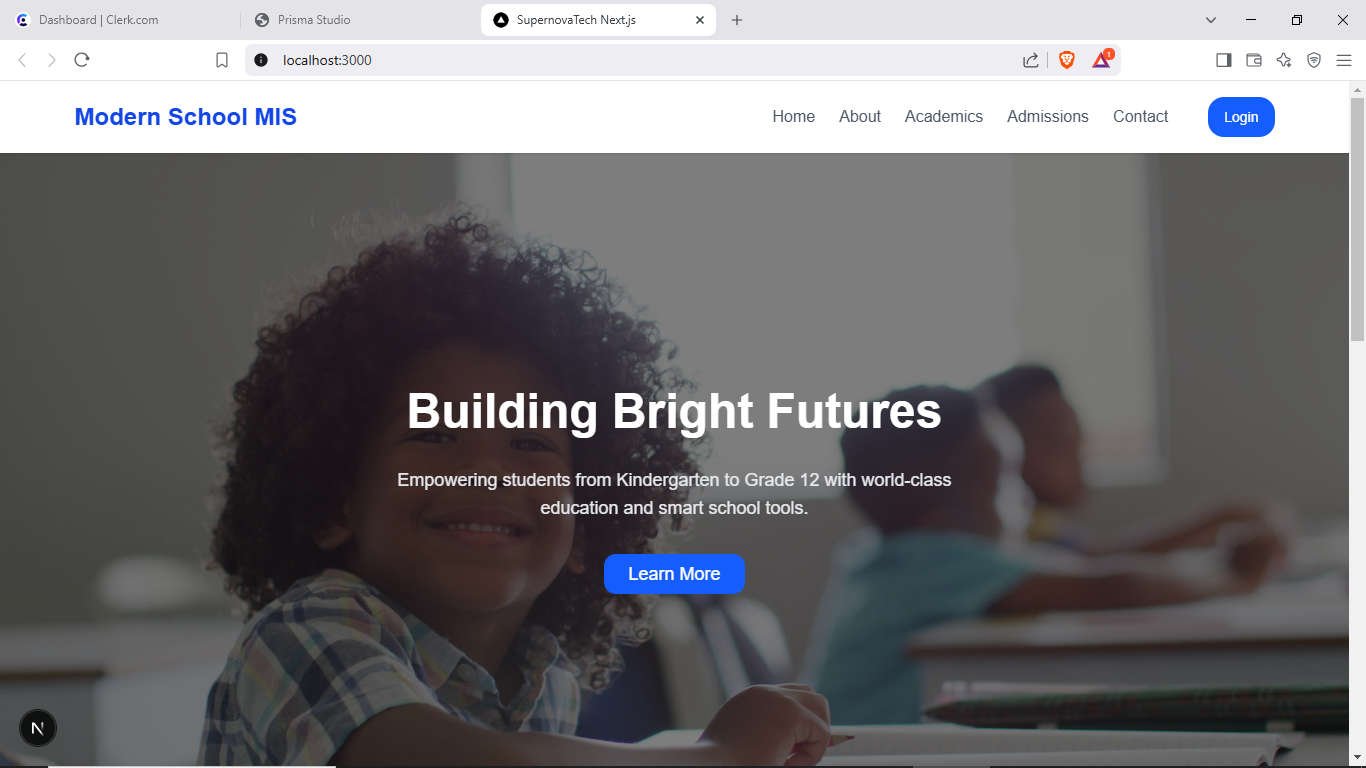 Dashboard | Clerk.com
Prisma Studio
SupernovaTech Next.js
localhost:3000
1
Modern School MIS
Home
About
Academics
Admissions
Contact
Login
Building Bright Futures
Empowering students from Kindergarten to Grade 12 with world-class
education and smart school tools.
Learn More
N